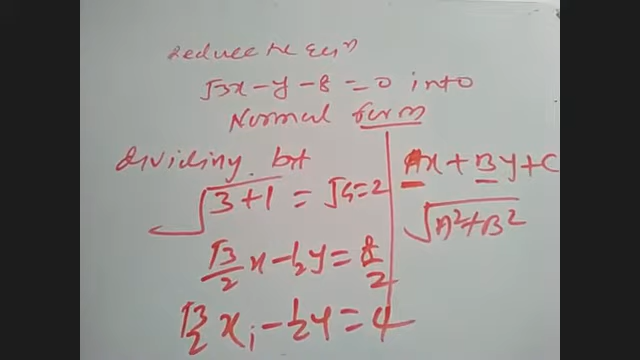 Reduce the Eqn
√3x - y - 8 = 0 into
Normal form
dividing by
√3+1 = √4=2
√3/2 x - 1/2 y = 8/2
√3/2 x, - 1/2 y = 4
Ax + By + C
√A²+B²